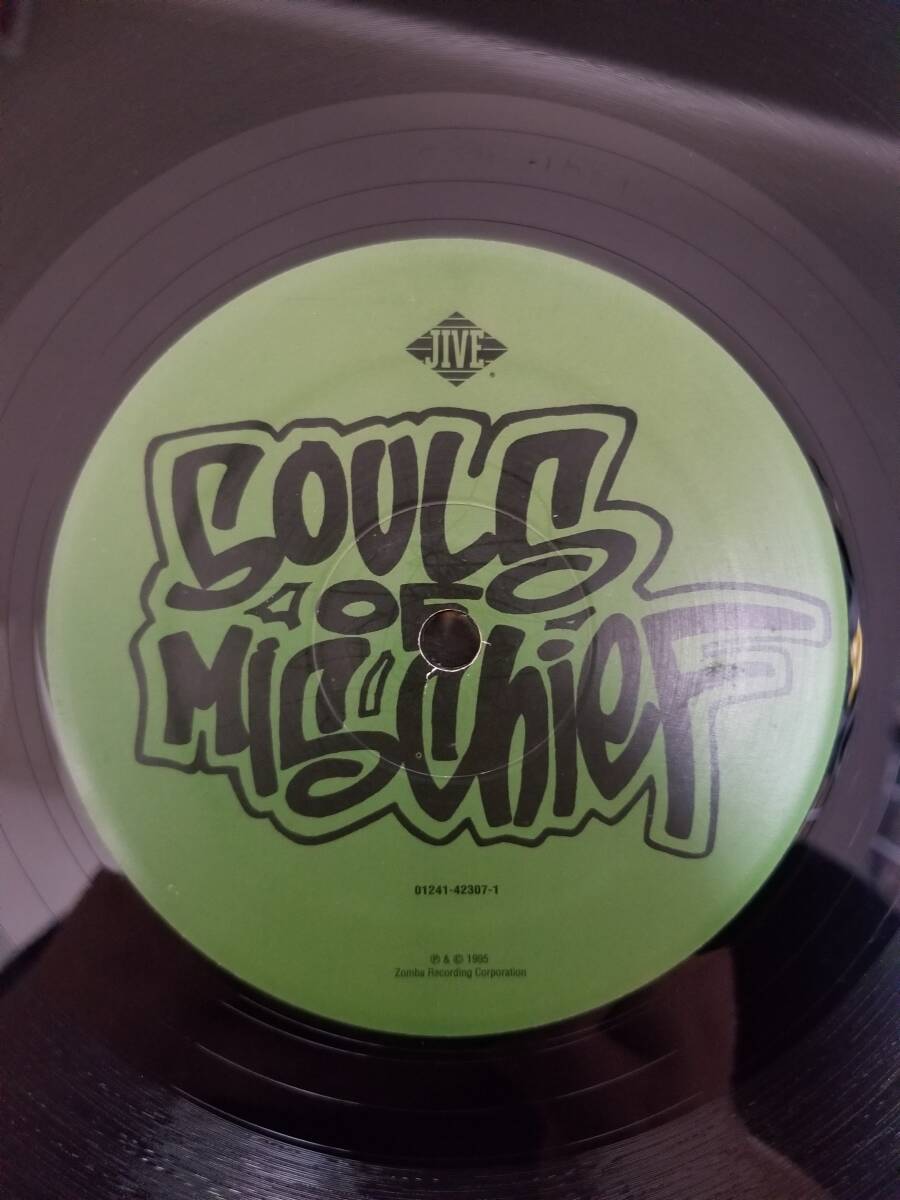 JIVE®
SOULS
OF
MISChiEF
01241-42307-1
℗ & © 1995
Zomba Recording Corporation